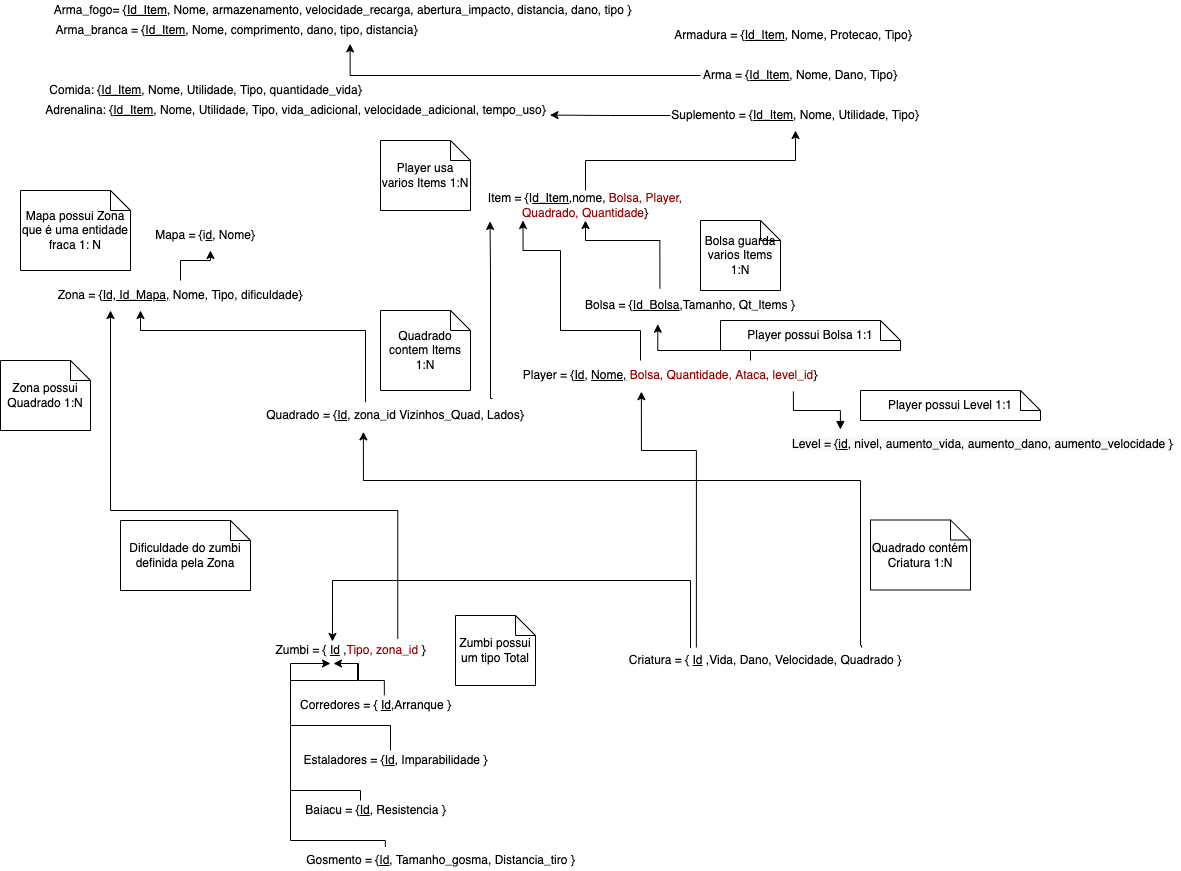 Arma_fogo= {Id_Item, Nome, armazenamento, velocidade_recarga, abertura_impacto, distancia, dano, tipo }
Arma_branca = {Id_Item, Nome, comprimento, dano, tipo, distancia}
Armadura = {Id_Item, Nome, Protecao, Tipo}
Arma = {Id_Item, Nome, Dano, Tipo}
Comida: {Id_Item, Nome, Utilidade, Tipo, quantidade_vida}
Adrenalina: {Id_Item, Nome, Utilidade, Tipo, vida_adicional, velocidade_adicional, tempo_uso}
Suplemento = {Id_Item, Nome, Utilidade, Tipo}
Player usa
varios Items 1:N
Item = {Id_Item,nome, Bolsa, Player,
Quadrado, Quantidade}
Mapa possui Zona
que é uma entidade
fraca 1: N
Mapa = {id, Nome}
Bolsa guarda
varios Items
1:N
Zona = {Id, Id_Mapa, Nome, Tipo, dificuldade}
Bolsa = {Id_Bolsa,Tamanho, Qt_Items }
Quadrado
contem Items
1:N
Player possui Bolsa 1:1
Zona possui
Quadrado 1:N
Player = {Id, Nome, Bolsa, Quantidade, Ataca, level_id}
Player possui Level 1:1
Quadrado = {Id, zona_id Vizinhos_Quad, Lados}
Level = {id, nivel, aumento_vida, aumento_dano, aumento_velocidade }
Dificuldade do zumbi
definida pela Zona
Quadrado contém
Criatura 1:N
Zumbi = { Id ,Tipo, zona_id }
Zumbi possui
um tipo Total
Criatura = { Id ,Vida, Dano, Velocidade, Quadrado }
Corredores = { Id,Arranque }
Estaladores = {Id, Imparabilidade }
Baiacu = {Id, Resistencia }
Gosmento = {Id, Tamanho_gosma, Distancia_tiro }